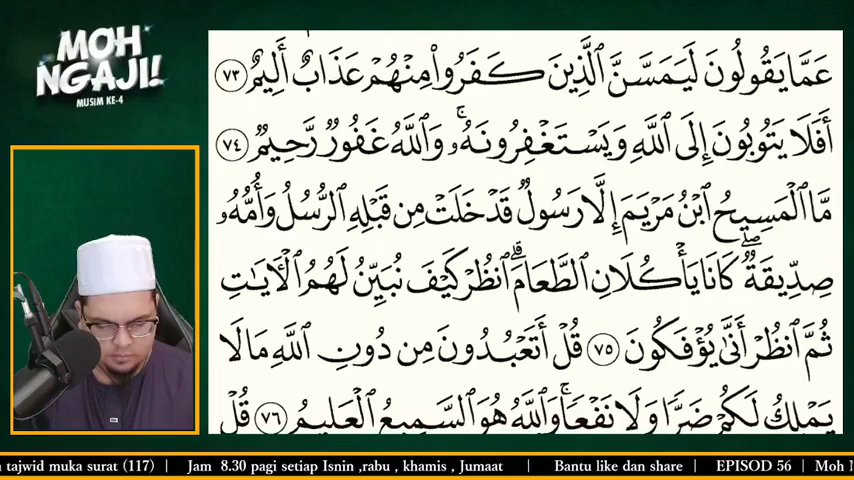 MOH
NGAJI!
MUSIM KE-4
عَمَّا يَقُولُونَ لَيَمَسَّنَّ ٱلَّذِينَ كَفَرُوا۟ مِنْهُمْ عَذَابٌ أَلِيمٌ ٧٣
أَفَلَا يَتُوبُونَ إِلَى ٱللَّهِ وَيَسْتَغْفِرُونَهُۥ ۚ وَٱللَّهُ غَفُورٌ رَّحِيمٌ ٧٤
مَّا ٱلْمَسِيحُ ٱبْنُ مَرْيَمَ إِلَّا رَسُولٌ قَدْ خَلَتْ مِن قَبْلِهِ ٱلرُّسُلُ وَأُمُّهُۥ
صِدِّيقَةٌ ۖ كَانَا يَأْكُلَانِ ٱلطَّعَامَ ۗ ٱنظُرْ كَيْفَ نُبَيِّنُ لَهُمُ ٱلْآيَٰتِ
ثُمَّ ٱنظُرْ أَنَّىٰ يُؤْفَكُونَ ٧٥ قُلْ أَتَعْبُدُونَ مِن دُونِ ٱللَّهِ مَا لَا
يَمْلِكُ لَكُمْ ضَرًّا وَلَا نَفْعًا ۚ وَٱللَّهُ هُوَ ٱلسَّمِيعُ ٱلْعَلِيمُ ٧٦ قُلْ
tajwid muka surat (117) | Jam 8.30 pagi setiap Isnin ,rabu , khamis , Jumaat | Bantu like dan share | EPISOD 56 | Moh